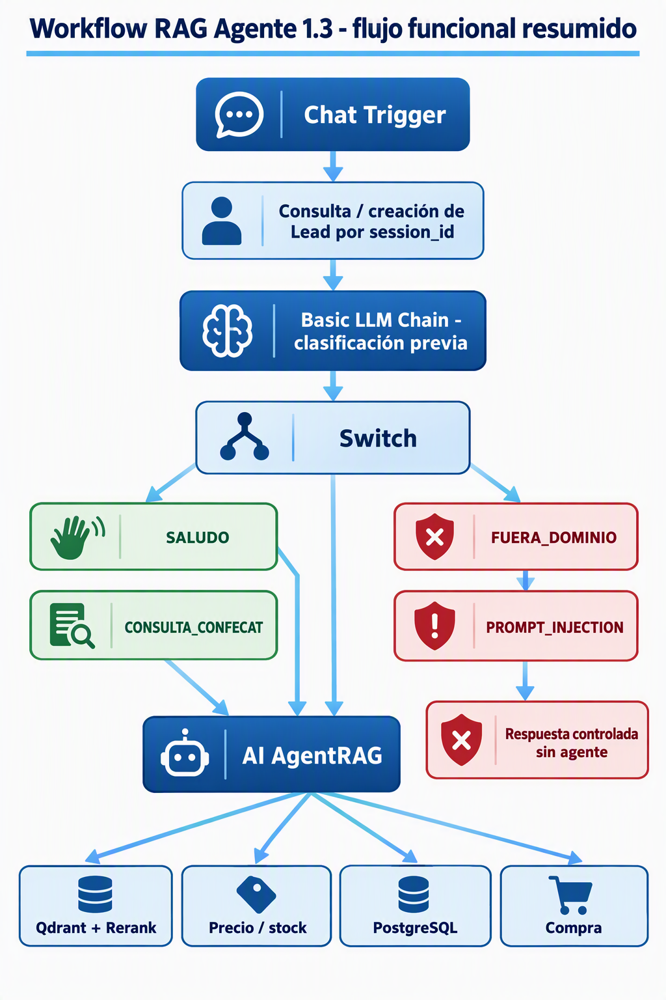 Workflow RAG Agente 1.3 - flujo funcional resumido
Chat Trigger
Consulta / creación de
Lead por session_id
Basic LLM Chain -
clasificación previa
Switch
SALUDO
FUERA_DOMINIO
CONSULTA_CONFECAT
PROMPT_INJECTION
Respuesta controlada
sin agente
AI AgentRAG
Qdrant + Rerank
Precio / stock
PostgreSQL
Compra